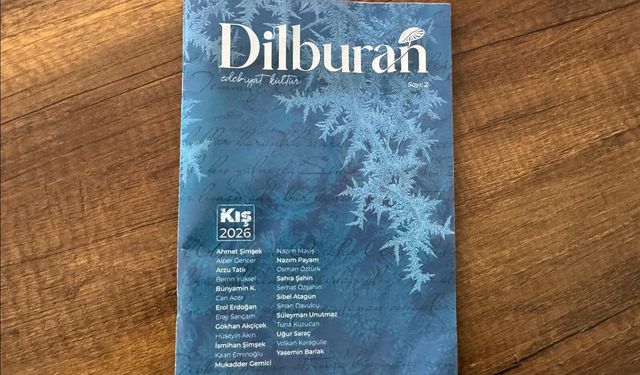 Dilburan
edebiyat kültür
Sayı: 2
Kış
2026
Ahmet Şimşek
Alper Gencer
Arzu Tatlı
Berrin Yüksel
Bünyamin K.
Can Acer
Erol Erdoğan
Eray Sarıçam
Gökhan Akçiçek
Hüseyin Akın
İsmihan Şimşek
Kaan Eminoğlu
Mukadder Gemici
Nazım Maviş
Nazım Payam
Osman Öztürk
Sahra Şahin
Serhat Özşahin
Sibel Atagün
Sinan Davulcu
Süleyman Unutmaz
Tuna Kuzucan
Uğur Saraç
Volkan Karagülle
Yasemin Barlak